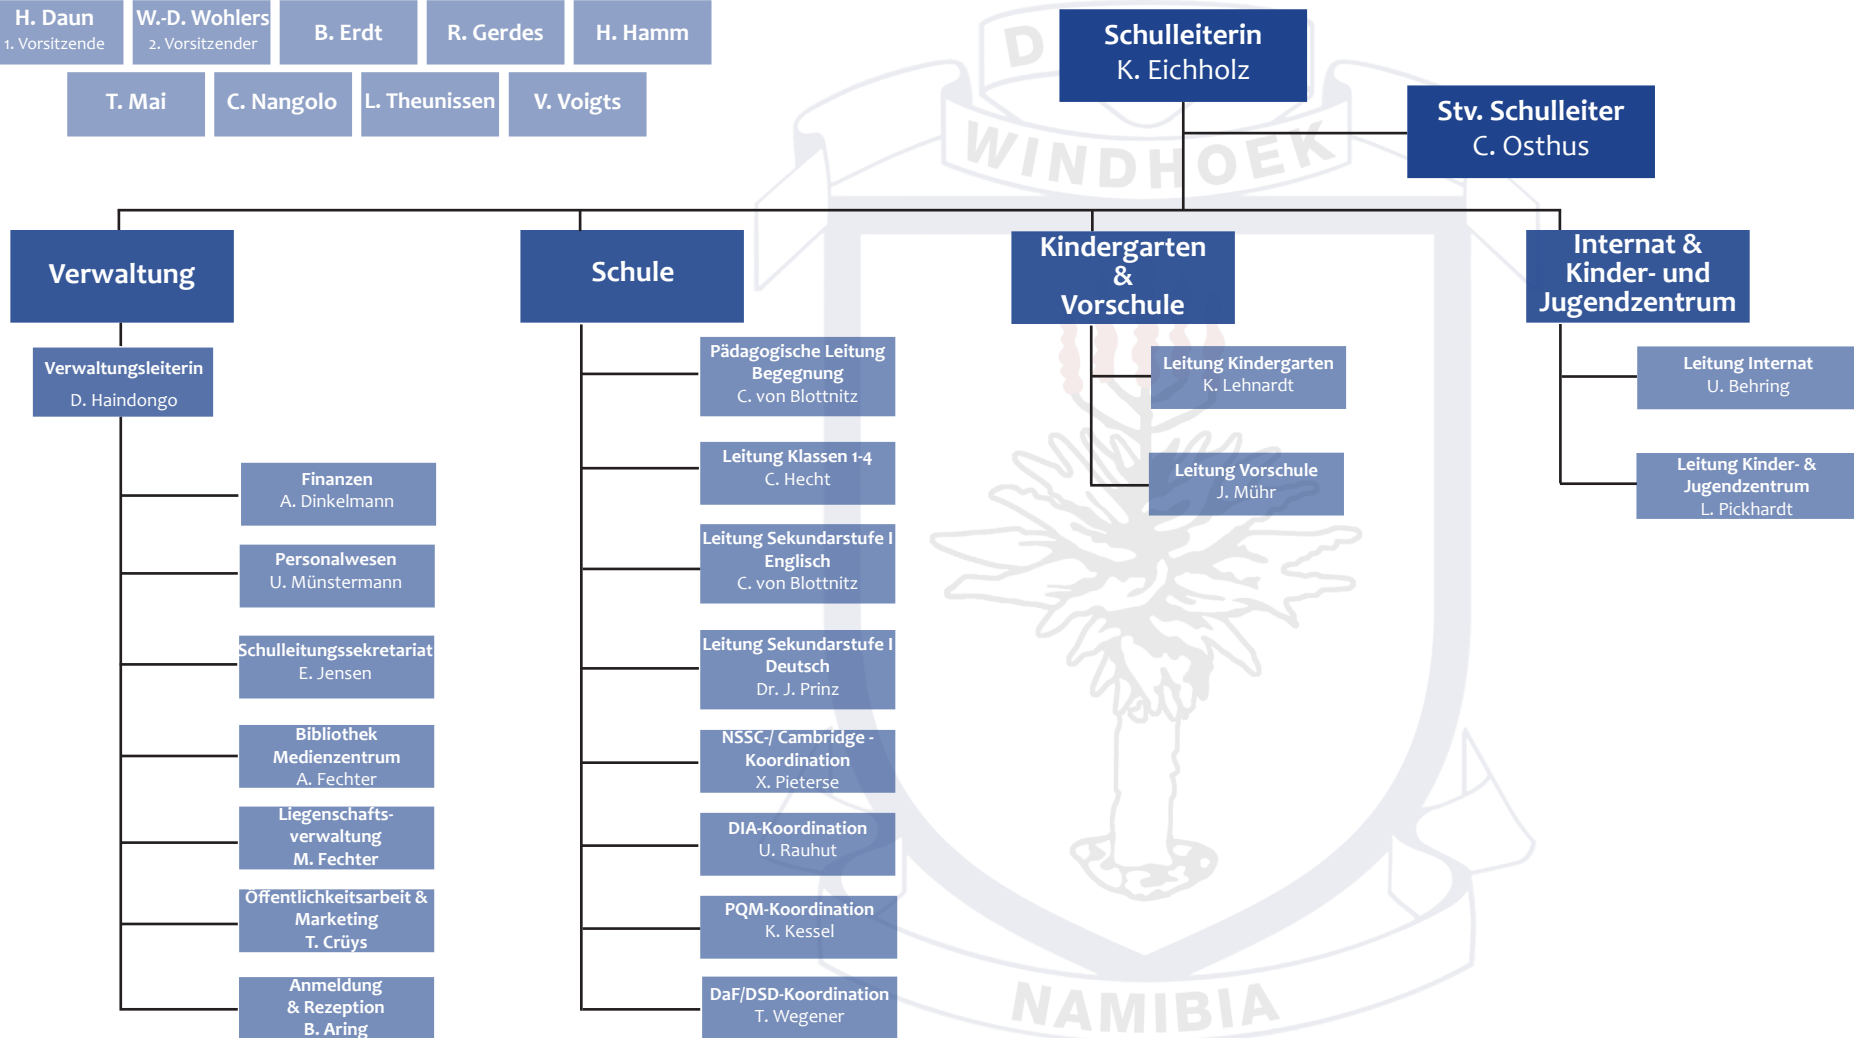 H. Daun
1. Vorsitzende
W.-D. Wohlers
2. Vorsitzender
B. Erdt
R. Gerdes
H. Hamm
T. Mai
C. Nangolo
L. Theunissen
V. Voigts
Schulleiterin
K. Eichholz
Stv. Schulleiter
C. Osthus
Verwaltung
Verwaltungsleiterin
D. Haindongo
Finanzen
A. Dinkelmann
Personalwesen
U. Münstermann
Schulleitungssekretariat
E. Jensen
Bibliothek
Medienzentrum
A. Fechter
Liegenschafts-
verwaltung
M. Fechter
Öffentlichkeitsarbeit &
Marketing
T. Crüys
Anmeldung
& Rezeption
B. Aring
Schule
Pädagogische Leitung
Begegnung
C. von Blottnitz
Leitung Klassen 1-4
C. Hecht
Leitung Sekundarstufe I
Englisch
C. von Blottnitz
Leitung Sekundarstufe I
Deutsch
Dr. J. Prinz
NSSC-/ Cambridge -
Koordination
X. Pieterse
DIA-Koordination
U. Rauhut
PQM-Koordination
K. Kessel
DaF/DSD-Koordination
T. Wegener
Kindergarten
&
Vorschule
Leitung Kindergarten
K. Lehnardt
Leitung Vorschule
J. Mühr
Internat &
Kinder- und
Jugendzentrum
Leitung Internat
U. Behring
Leitung Kinder- &
Jugendzentrum
L. Pickhardt
WINDHOEK
NAMIBIA